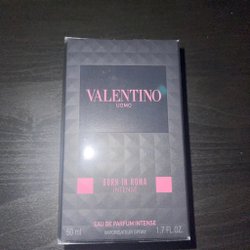 VALENTINO
UOMO
BORN IN ROMA
INTENSE
EAU DE PARFUM INTENSE
50 ml VAPORISATEUR SPRAY 1.7 FL.OZ.